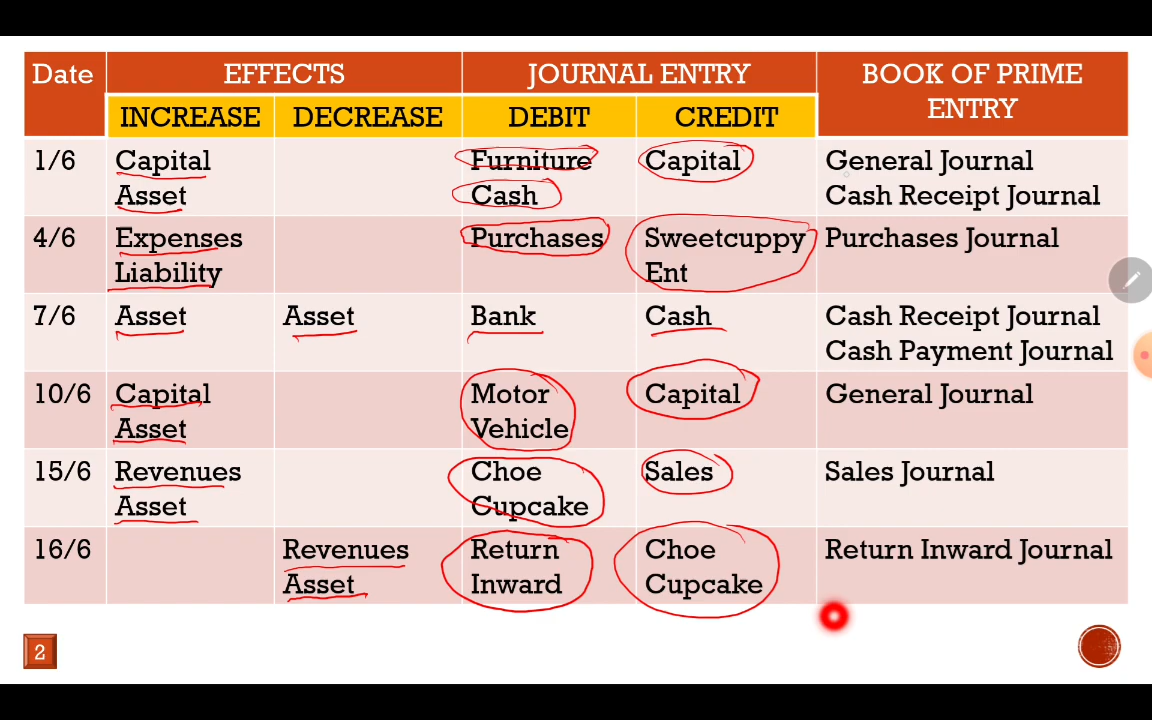 Date EFFECTS JOURNAL ENTRY BOOK OF PRIME ENTRY
INCREASE DECREASE DEBIT CREDIT
1/6 Capital Furniture Capital General Journal
Asset Cash Cash Receipt Journal
4/6 Expenses Purchases Sweetcuppy Purchases Journal
Liability Ent
7/6 Asset Asset Bank Cash Cash Receipt Journal
Cash Payment Journal
10/6 Capital Motor Capital General Journal
Asset Vehicle
15/6 Revenues Choe Sales Sales Journal
Asset Cupcake
16/6 Revenues Return Choe Return Inward Journal
Asset Inward Cupcake
2